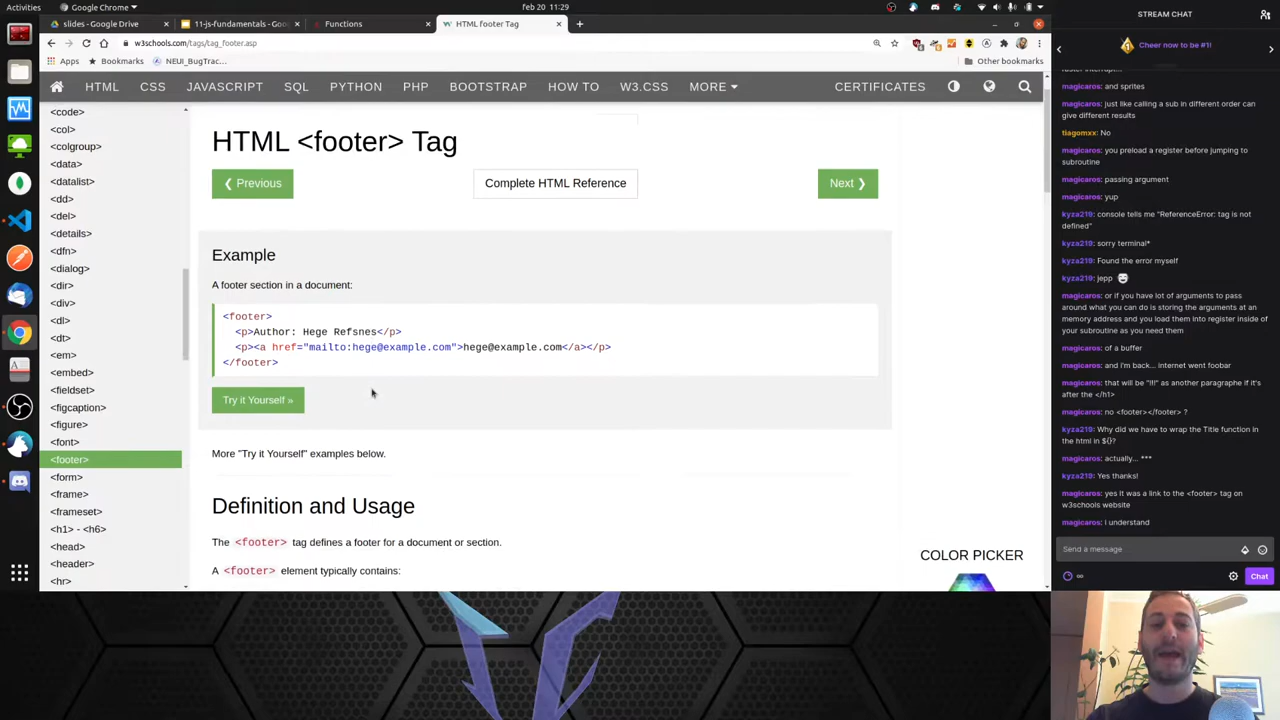 Activities
Google Chrome ▾
feb 20 11:29
slides - Google Drive
11-js-fundamentals - Goo
Functions
HTML footer Tag
w3schools.com/tags/tag_footer.asp
Apps
Bookmarks
NEUI_BugTrac...
Other bookmarks
HTML
CSS
JAVASCRIPT
SQL
PYTHON
PHP
BOOTSTRAP
HOW TO
W3.CSS
MORE
CERTIFICATES
<code>
<col>
<colgroup>
<data>
<datalist>
<dd>
<del>
<details>
<dfn>
<dialog>
<dir>
<div>
<dl>
<dt>
<em>
<embed>
<fieldset>
<figcaption>
<figure>
<font>
<footer>
<form>
<frame>
<frameset>
<h1> - <h6>
<head>
<header>
<hr>
HTML <footer> Tag
❮ Previous
Complete HTML Reference
Next ❯
Example
A footer section in a document:
<footer>
<p>Author: Hege Refsnes</p>
<p><a href="mailto:hege@example.com">hege@example.com</a></p>
</footer>
Try it Yourself »
More "Try it Yourself" examples below.
Definition and Usage
The <footer> tag defines a footer for a document or section.
A <footer> element typically contains:
COLOR PICKER
STREAM CHAT
1 Cheer now to be #1!
magicaros: and sprites
magicaros: just like calling a sub in different order can
give different results
tiagomxx: No
magicaros: you preload a register before jumping to
subroutine
magicaros: passing argument
magicaros: yup
kyza219: console tells me "ReferenceError: tag is not
defined"
kyza219: sorry terminal*
kyza219: Found the error myself
kyza219: jepp
magicaros: or if you have lot of arguments to pass
around what you can do is storing the arguments at an
memory address and you load them into register inside of
your subroutine as you need them
magicaros: of a buffer
magicaros: and i'm back... internet went foobar
magicaros: that will be "!!!" as another paragraphe if it's
after the </h1>
magicaros: no <footer></footer> ?
kyza219: Why did we have to wrap the Title function in
the html in ${}?
magicaros: actually... ***
kyza219: Yes thanks!
magicaros: yes it was a link to the <footer> tag on
w3schools website
magicaros: I understand
Send a message
∞
Chat